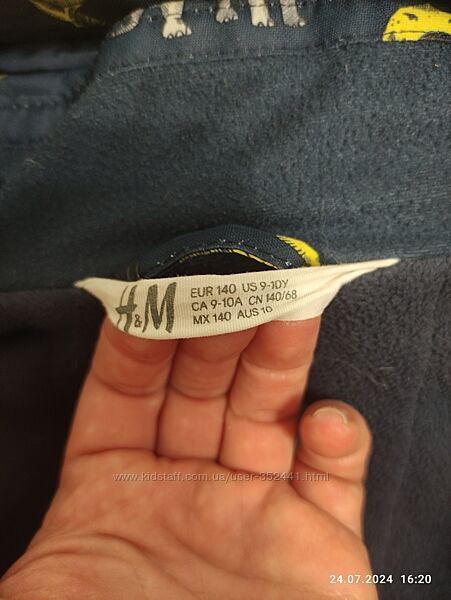 H&M
EUR 140 US 9-10Y
CA 9-10A CN 140/68
MX 140 AUS 10
www.kidstaff.com.ua/user-352441.html
24.07.2024 16:20